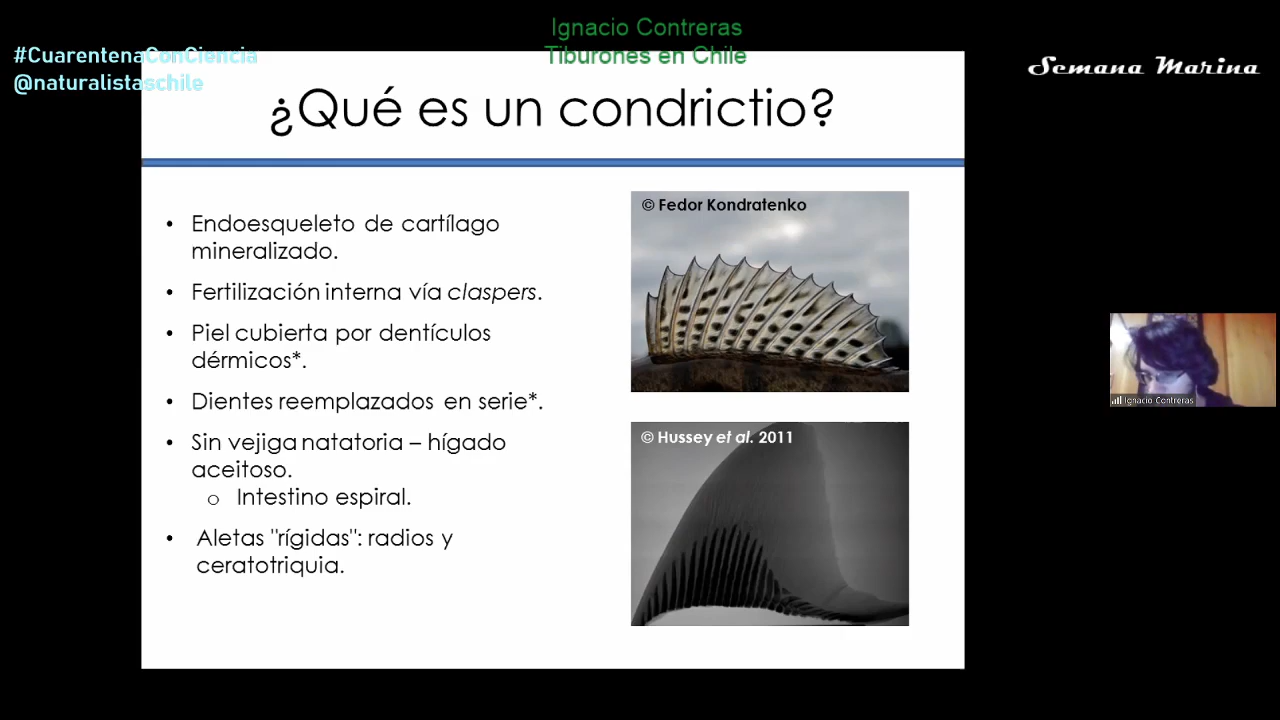 Ignacio Contreras
Tiburones en Chile
#CuarentenaConCiencia
@naturalistaschile
Semana Marina
¿Qué es un condrictio?
• Endoesqueleto de cartílago
mineralizado.
• Fertilización interna vía claspers.
• Piel cubierta por dentículos
dérmicos*.
• Dientes reemplazados en serie*.
• Sin vejiga natatoria – hígado
aceitoso.
o Intestino espiral.
• Aletas "rígidas": radios y
ceratotriquia.
© Fedor Kondratenko
© Hussey et al. 2011
Ignacio Contreras